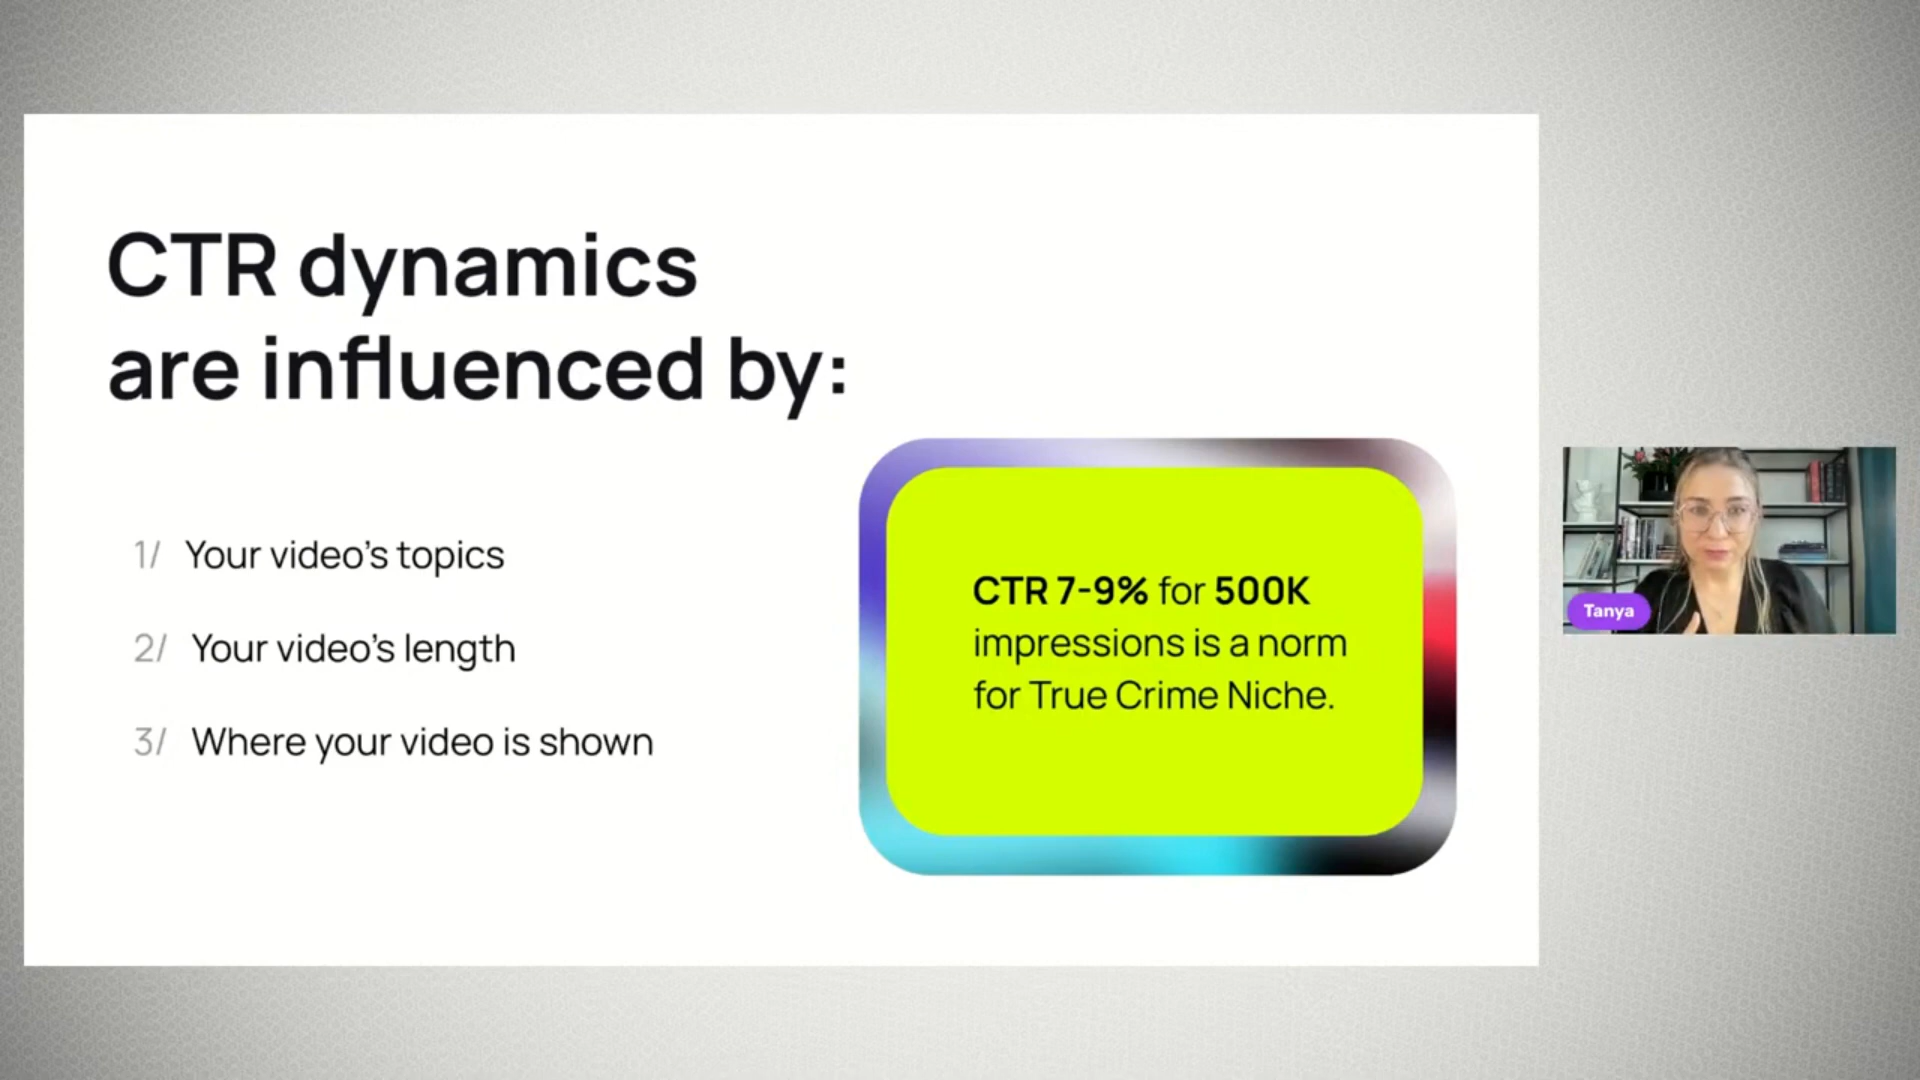 CTR dynamics
are influenced by:
1/ Your video’s topics
2/ Your video’s length
3/ Where your video is shown
CTR 7-9% for 500K
impressions is a norm
for True Crime Niche.
Tanya